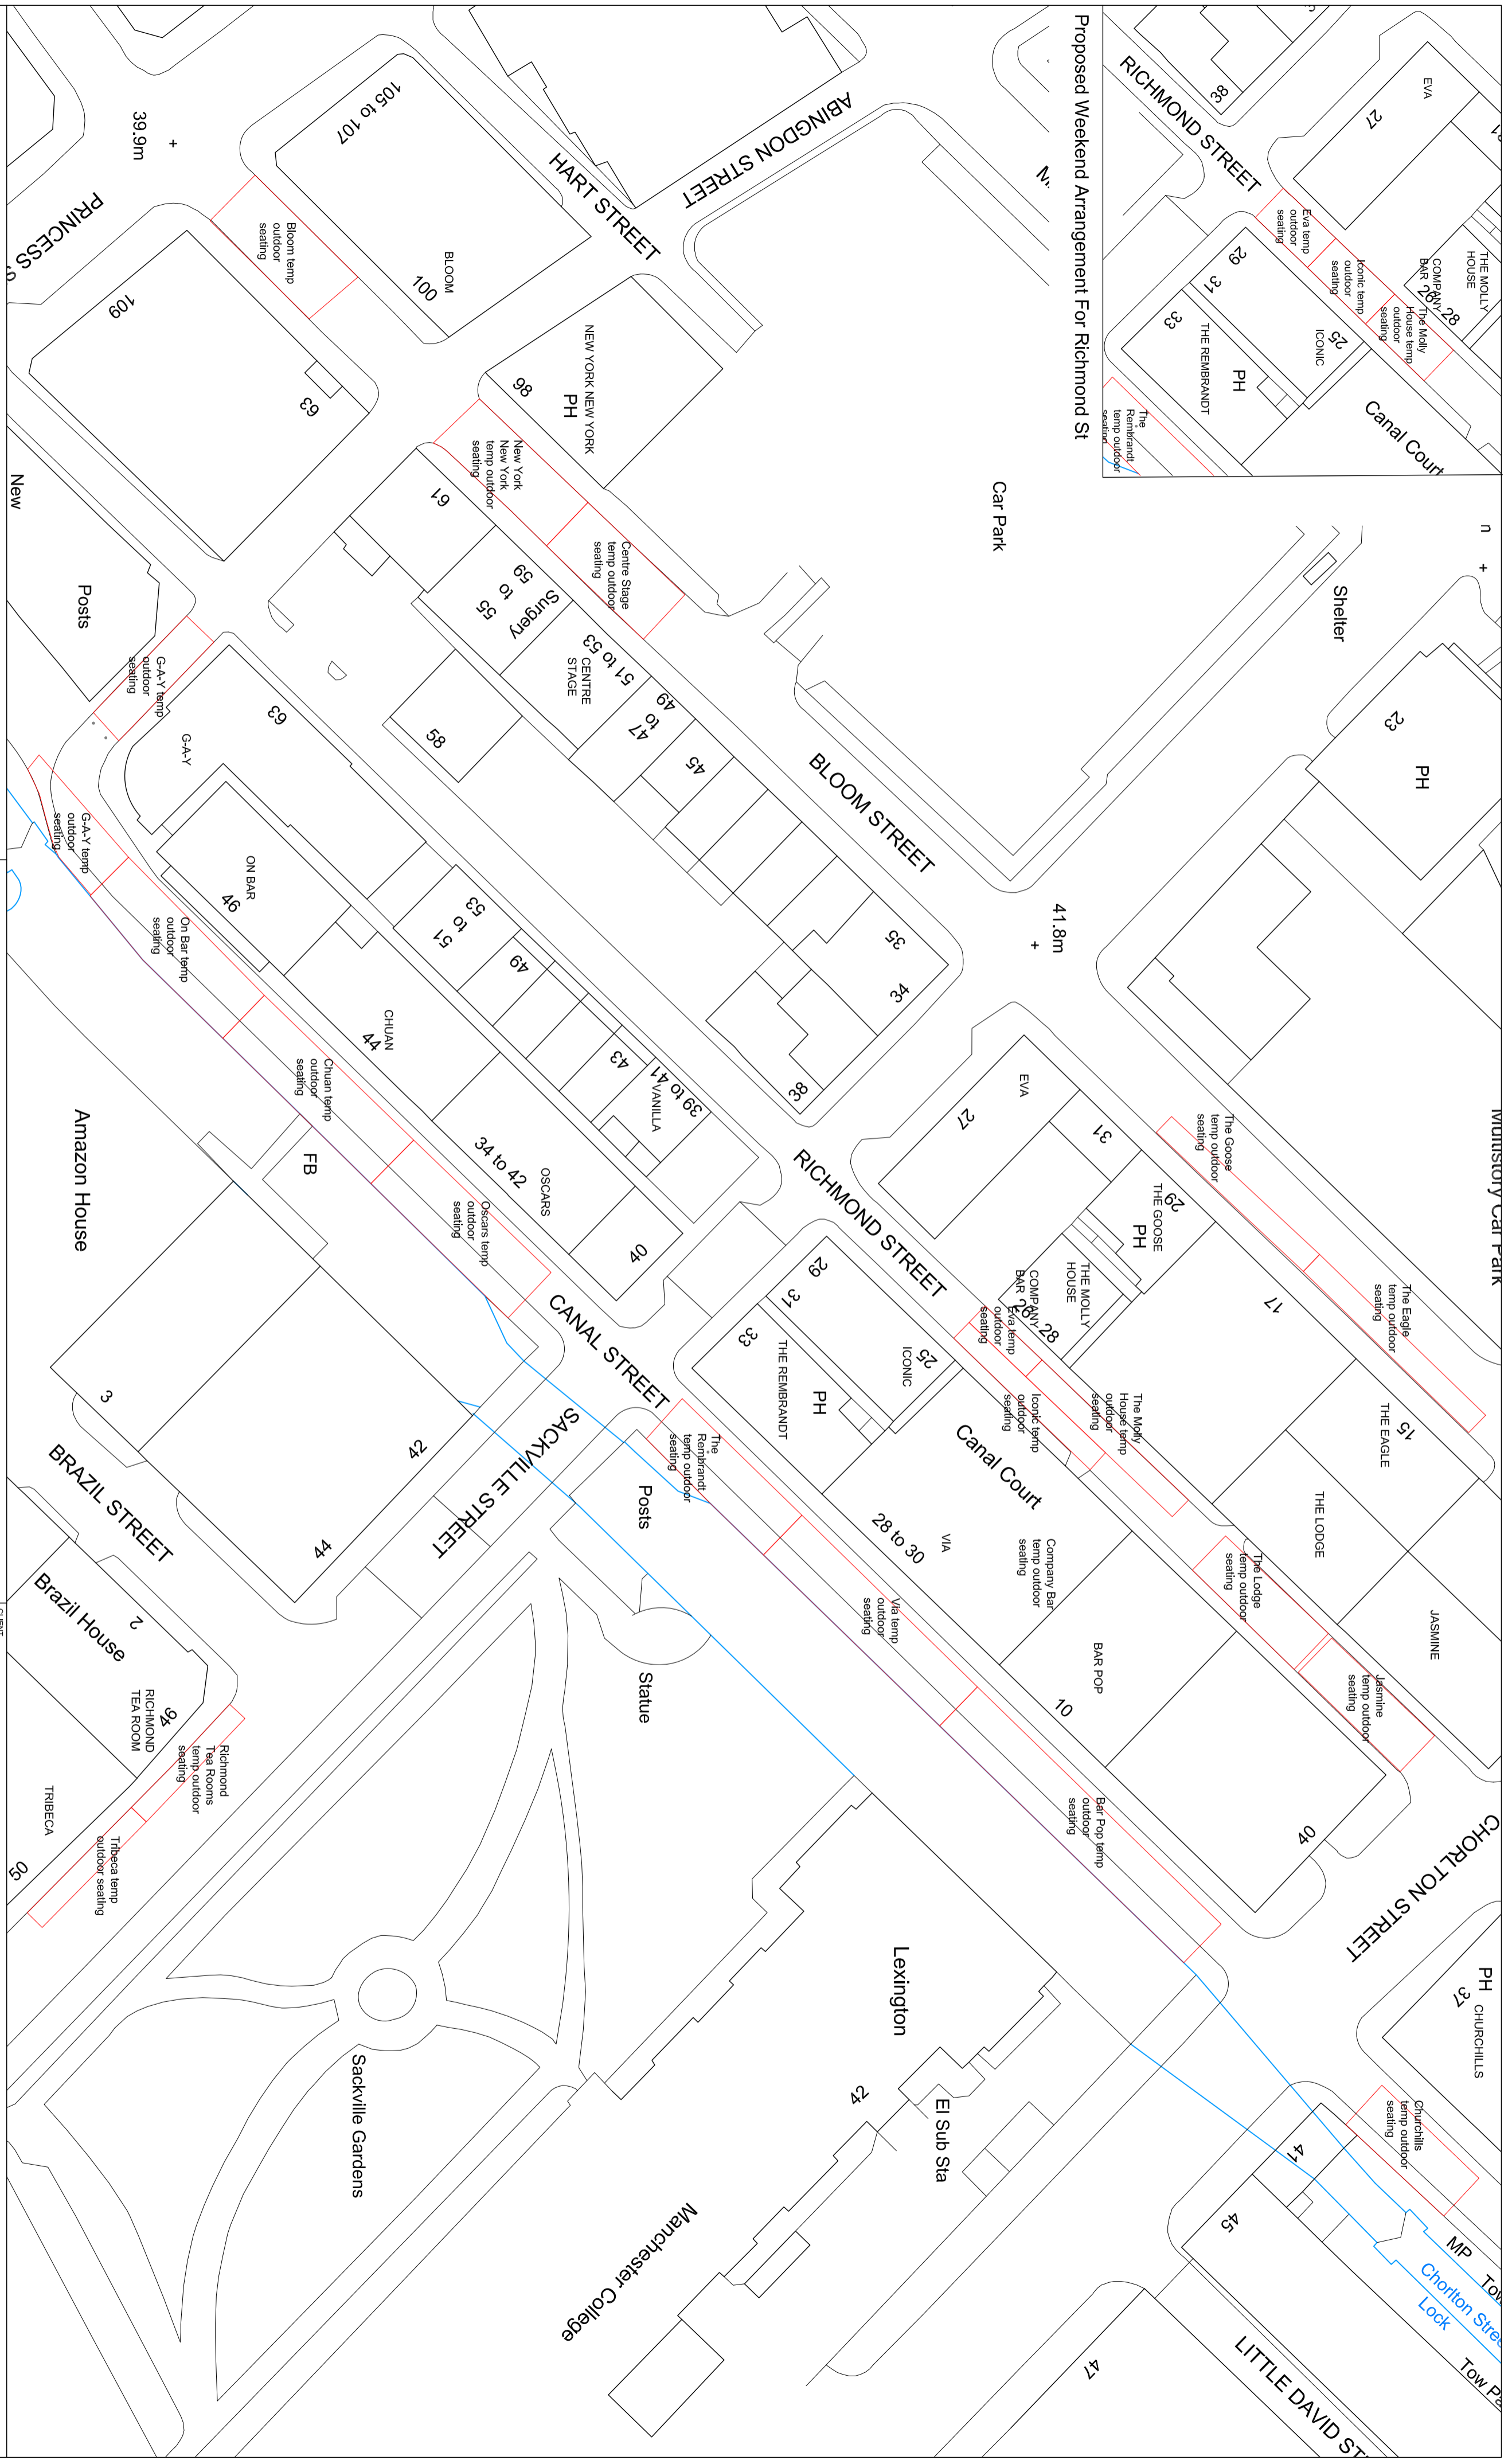 Proposed Weekend Arrangement For Richmond St
RICHMOND STREET
38
EVA
27
Eva temp
outdoor
seating
Iconic temp
outdoor
seating
The Molly
House temp
outdoor
seating
THE MOLLY
HOUSE
COMPANY
BAR
26
28
29
31
33
25
ICONIC
THE REMBRANDT
PH
Canal Court
The
Rembrandt
temp outdoor
seating
39.9m
PRINCESS S
105 to 107
HART STREET
ABINGDON STREET
Bloom temp
outdoor
seating
BLOOM
100
109
63
NEW YORK NEW YORK
PH
98
New York
New York
temp outdoor
seating
Centre Stage
temp outdoor
seating
Car Park
Shelter
n
23
PH
61
59
to
55
Surgery
51 to 53
CENTRE
STAGE
49
to
47
45
59
BLOOM STREET
41.8m
35
34
38
New
Posts
G-A-Y temp
outdoor
seating
63
G-A-Y
G-A-Y temp
outdoor
seating
ON BAR
46
On Bar temp
outdoor
seating
53
to
51
49
43
39 to 41
VANILLA
CHUAN
44
Chuan temp
outdoor
seating
FB
Amazon House
34 to 42
OSCARS
Oscars temp
outdoor
seating
40
CANAL STREET
RICHMOND STREET
EVA
27
31
29
THE GOOSE
PH
The Goose
temp outdoor
seating
Multistory Car Park
17
The Eagle
temp outdoor
seating
15
THE EAGLE
THE MOLLY
HOUSE
COMPANY
BAR
26
28
Eva temp
outdoor
seating
Iconic temp
outdoor
seating
The Molly
House temp
outdoor
seating
29
31
33
25
ICONIC
THE REMBRANDT
PH
Canal Court
THE LODGE
The Lodge
temp outdoor
seating
JASMINE
Jasmine
temp outdoor
seating
The
Rembrandt
temp outdoor
seating
Posts
28 to 30
VIA
Company Bar
temp outdoor
seating
Via temp
outdoor
seating
10
BAR POP
Bar Pop temp
outdoor
seating
40
CHORLTON STREET
3
42
44
SACKVILLE STREET
BRAZIL STREET
Brazil House
2
46
RICHMOND
TEA ROOM
Richmond
Tea Rooms
temp outdoor
seating
TRIBECA
50
Tribeca temp
outdoor seating
Statue
Sackville Gardens
Lexington
42
El Sub Sta
Manchester College
PH
37
CHURCHILLS
Churchills
temp outdoor
seating
41
45
47
MP
Chorlton Stree
Lock
Tow Pa
LITTLE DAVID ST
CLIENT